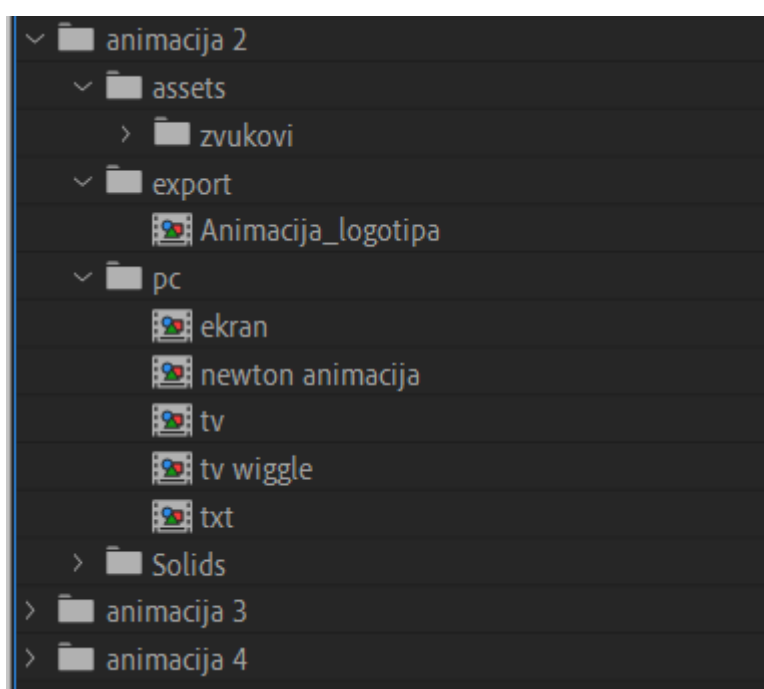 animacija 2
assets
zvukovi
export
Animacija_logotipa
pc
ekran
newton animacija
tv
tv wiggle
txt
Solids
animacija 3
animacija 4